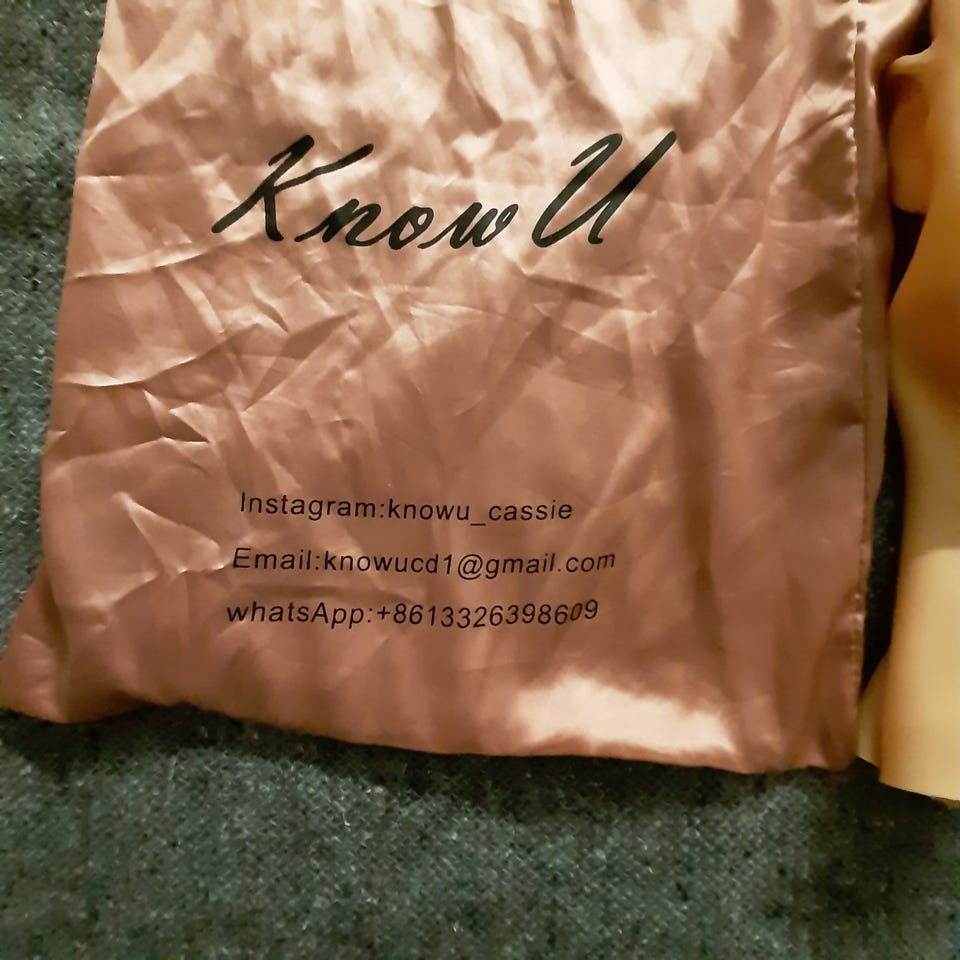 KnowU
Instagram:knowu_cassie
Email:knowucd1@gmail.com
whatsApp:+8613326398609